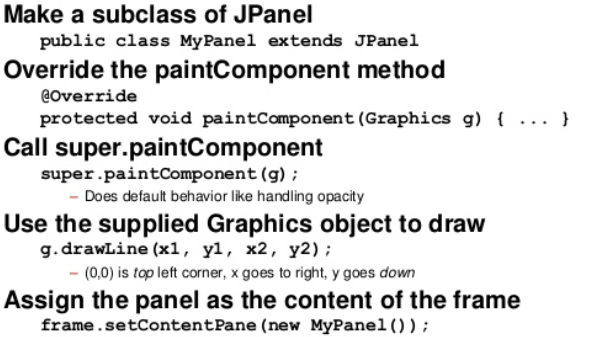 Make a subclass of JPanel
public class MyPanel extends JPanel
Override the paintComponent method
@Override
protected void paintComponent(Graphics g) { ... }
Call super.paintComponent
super.paintComponent(g);
– Does default behavior like handling opacity
Use the supplied Graphics object to draw
g.drawLine(x1, y1, x2, y2);
– (0,0) is top left corner, x goes to right, y goes down
Assign the panel as the content of the frame
frame.setContentPane(new MyPanel());